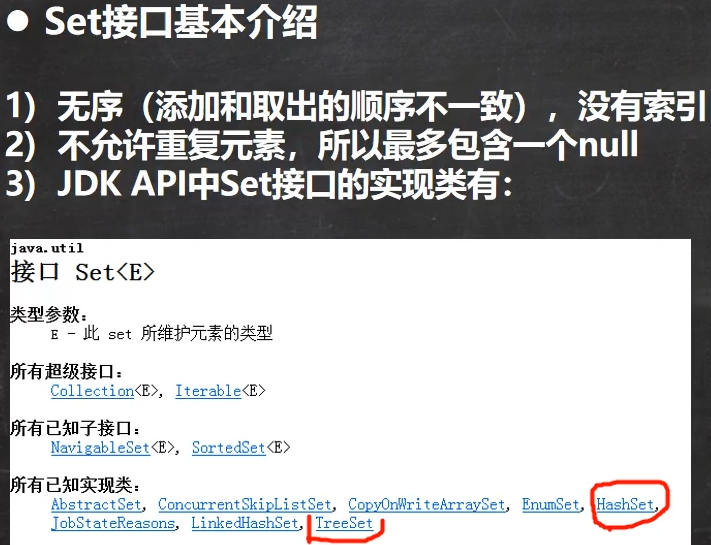 ● Set接口基本介绍
1) 无序（添加和取出的顺序不一致），没有索引
2) 不允许重复元素，所以最多包含一个null
3) JDK API中Set接口的实现类有：
java.util
接口 Set<E>
类型参数：
E - 此 set 所维护元素的类型
所有超级接口：
Collection<E>, Iterable<E>
所有已知子接口：
NavigableSet<E>, SortedSet<E>
所有已知实现类：
AbstractSet, ConcurrentSkipListSet, CopyOnWriteArraySet, EnumSet, HashSet,
JobStateReasons, LinkedHashSet, TreeSet